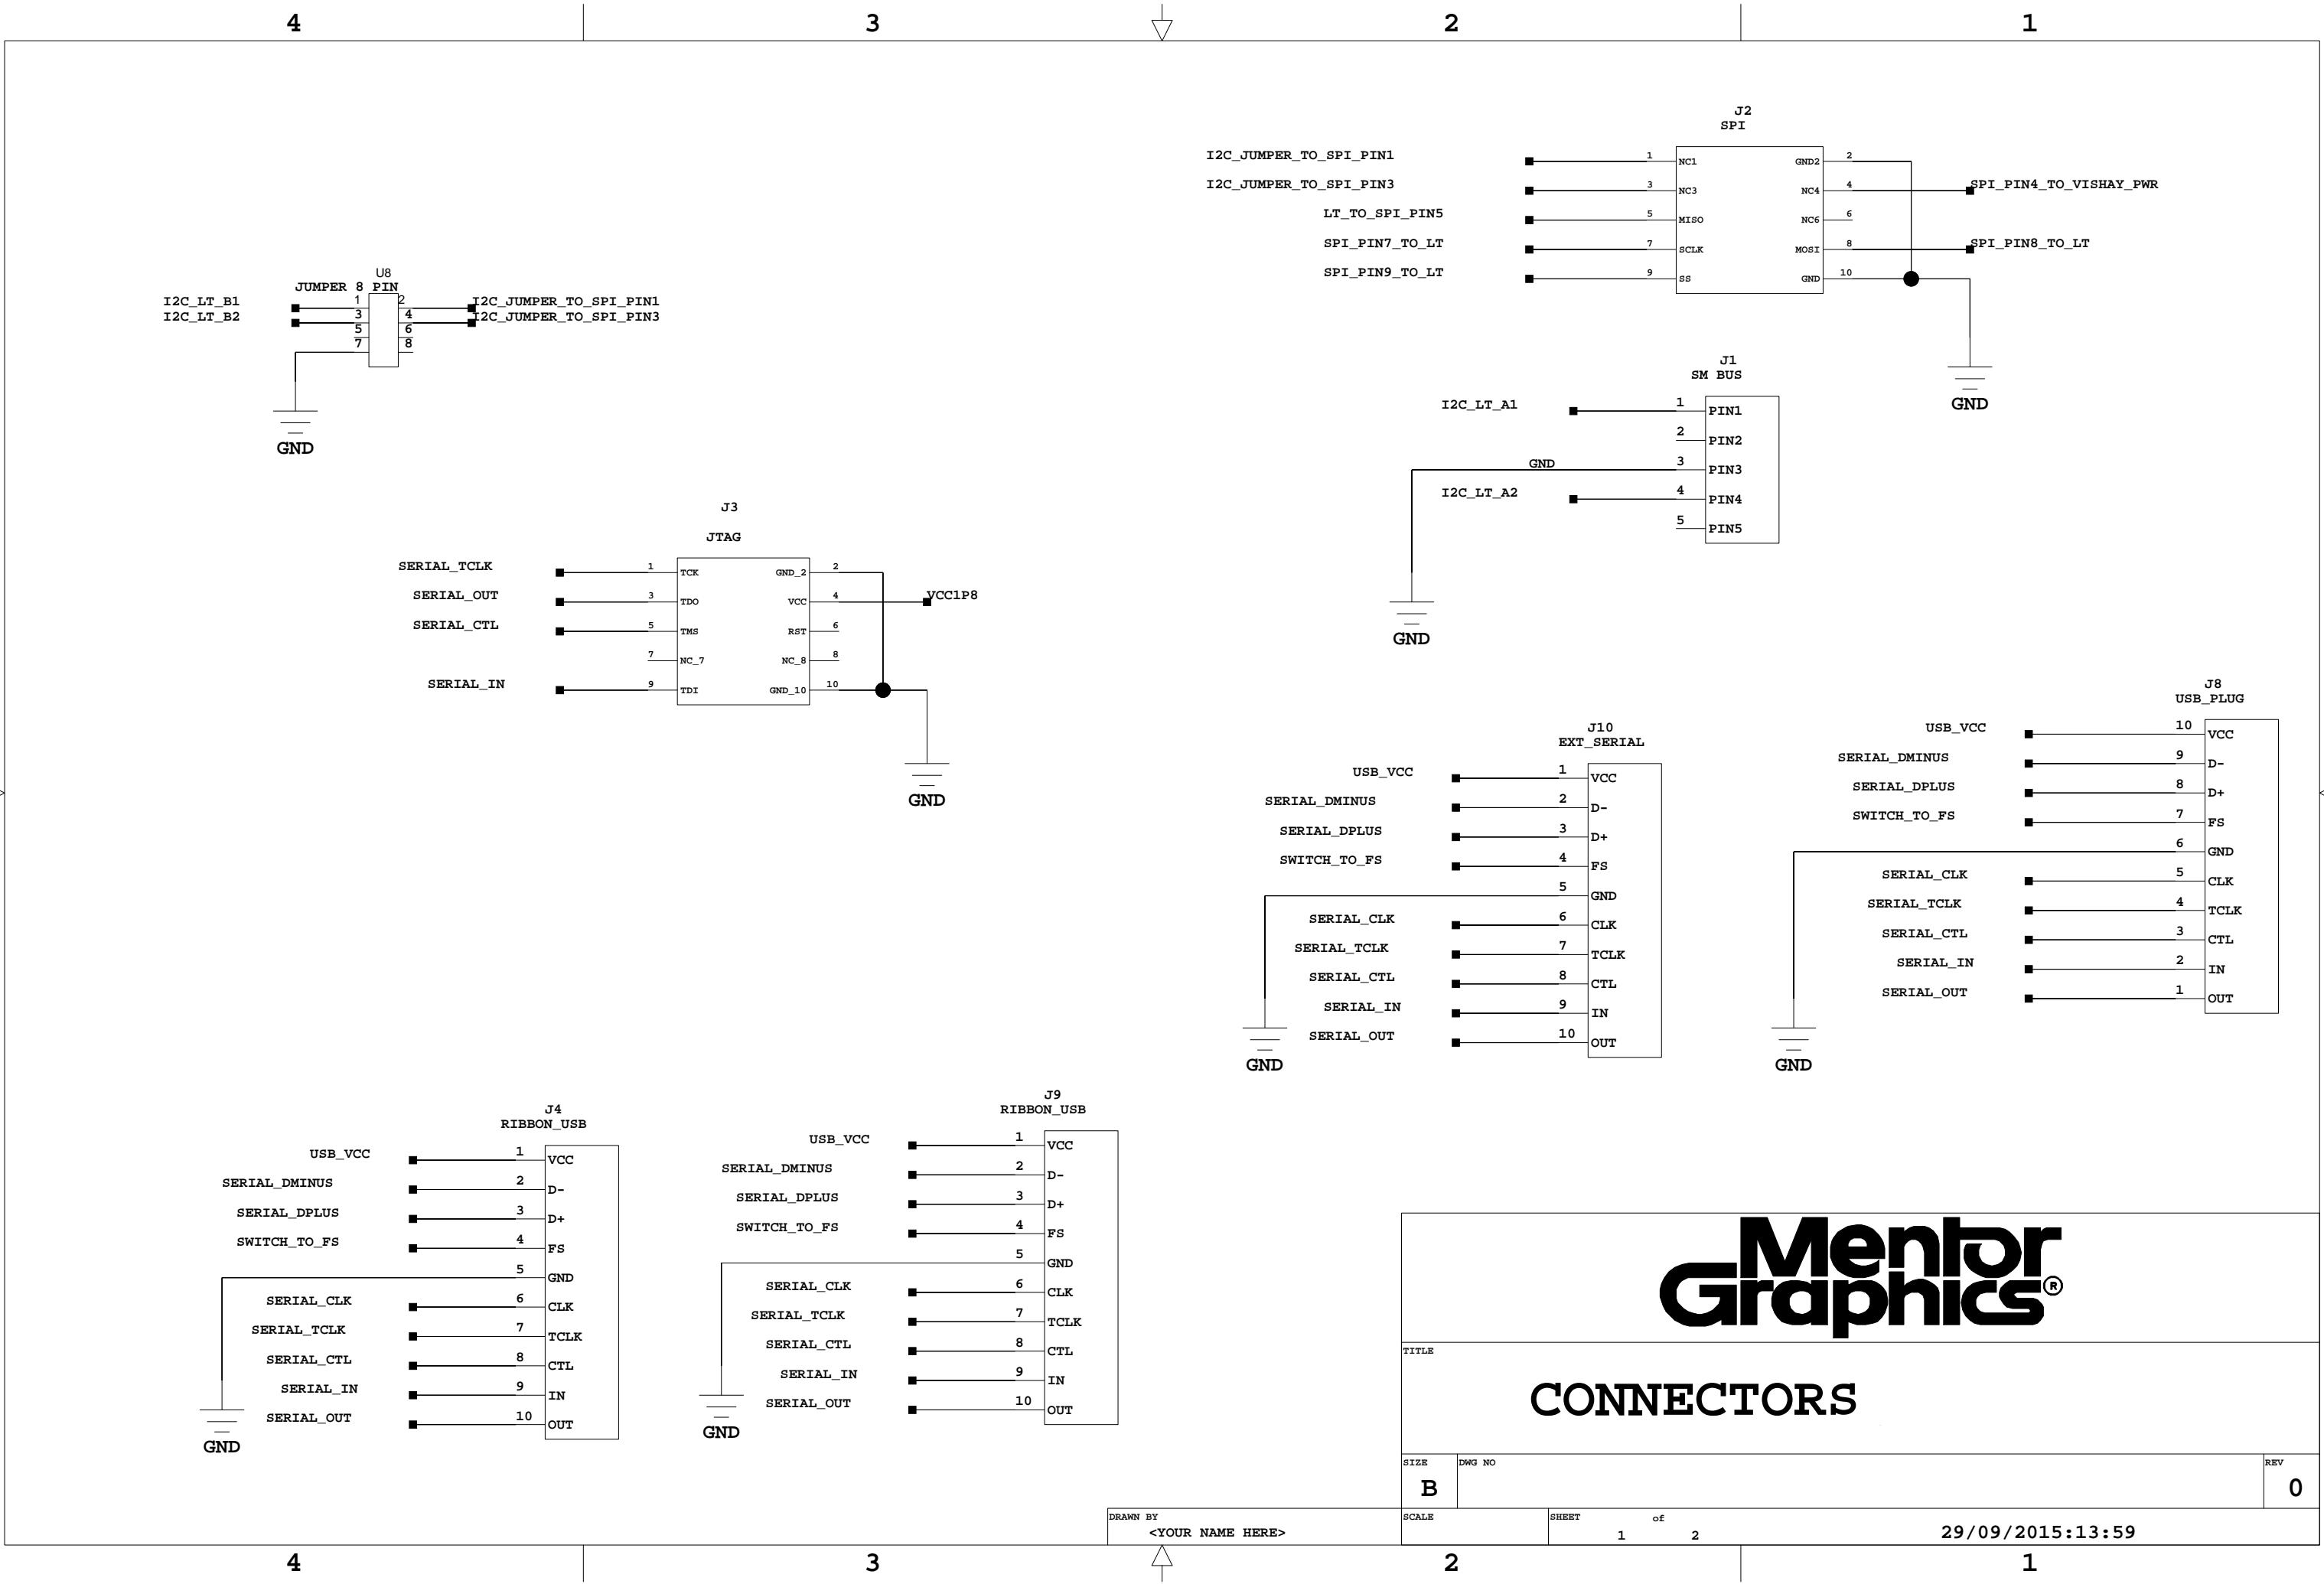 4 3 2 1
J2
SPI
I2C_JUMPER_TO_SPI_PIN1 1 NC1 GND2 2
I2C_JUMPER_TO_SPI_PIN3 3 NC3 NC4 4 SPI_PIN4_TO_VISHAY_PWR
LT_TO_SPI_PIN5 5 MISO NC6 6
SPI_PIN7_TO_LT 7 SCLK MOSI 8 SPI_PIN8_TO_LT
SPI_PIN9_TO_LT 9 SS GND 10
GND
U8
JUMPER 8 PIN
I2C_LT_B1 1 2 I2C_JUMPER_TO_SPI_PIN1
I2C_LT_B2 3 4 I2C_JUMPER_TO_SPI_PIN3
5 6
7 8
GND
J1
SM BUS
I2C_LT_A1 1 PIN1
2 PIN2
GND 3 PIN3
I2C_LT_A2 4 PIN4
5 PIN5
GND
J3
JTAG
SERIAL_TCLK 1 TCK GND_2 2
SERIAL_OUT 3 TDO VCC 4 VCC1P8
SERIAL_CTL 5 TMS RST 6
7 NC_7 NC_8 8
SERIAL_IN 9 TDI GND_10 10
GND
J10
EXT_SERIAL
USB_VCC 1 VCC
SERIAL_DMINUS 2 D-
SERIAL_DPLUS 3 D+
SWITCH_TO_FS 4 FS
5 GND
SERIAL_CLK 6 CLK
SERIAL_TCLK 7 TCLK
SERIAL_CTL 8 CTL
SERIAL_IN 9 IN
SERIAL_OUT 10 OUT
GND
J8
USB_PLUG
USB_VCC 10 VCC
SERIAL_DMINUS 9 D-
SERIAL_DPLUS 8 D+
SWITCH_TO_FS 7 FS
6 GND
SERIAL_CLK 5 CLK
SERIAL_TCLK 4 TCLK
SERIAL_CTL 3 CTL
SERIAL_IN 2 IN
SERIAL_OUT 1 OUT
GND
J4
RIBBON_USB
USB_VCC 1 VCC
SERIAL_DMINUS 2 D-
SERIAL_DPLUS 3 D+
SWITCH_TO_FS 4 FS
5 GND
SERIAL_CLK 6 CLK
SERIAL_TCLK 7 TCLK
SERIAL_CTL 8 CTL
SERIAL_IN 9 IN
SERIAL_OUT 10 OUT
GND
J9
RIBBON_USB
USB_VCC 1 VCC
SERIAL_DMINUS 2 D-
SERIAL_DPLUS 3 D+
SWITCH_TO_FS 4 FS
5 GND
SERIAL_CLK 6 CLK
SERIAL_TCLK 7 TCLK
SERIAL_CTL 8 CTL
SERIAL_IN 9 IN
SERIAL_OUT 10 OUT
GND
Mentor
Graphics®
TITLE
CONNECTORS
SIZE DWG NO REV
B 0
DRAWN BY SCALE SHEET of
<YOUR NAME HERE> 1 2 29/09/2015:13:59
4 3 2 1